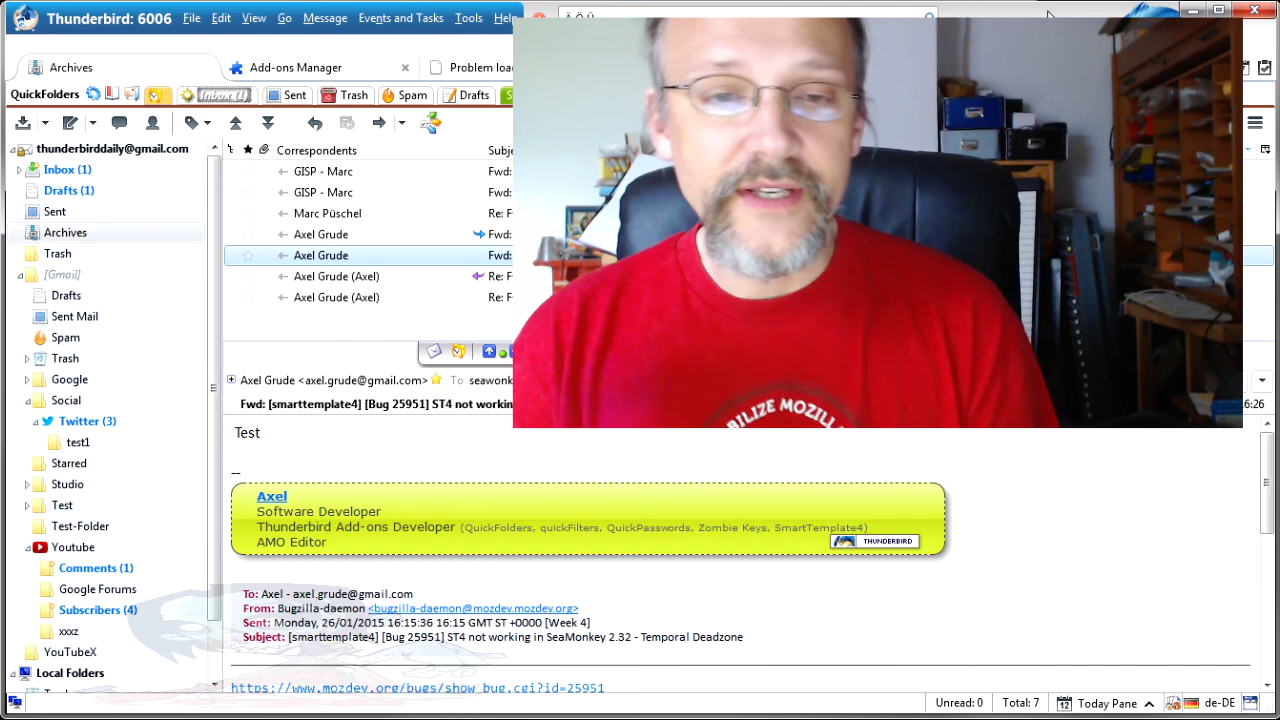 Thunderbird: 6006 File Edit View Go Message Events and Tasks Tools Help
Archives Add-ons Manager Problem loa
QuickFolders Inbox (1) Sent Trash Spam Drafts
thunderbirddaily@gmail.com
Inbox (1)
Drafts (1)
Sent
Archives
Trash
[Gmail]
Drafts
Sent Mail
Spam
Trash
Google
Social
Twitter (3)
test1
Starred
Studio
Test
Test-Folder
Youtube
Comments (1)
Google Forums
Subscribers (4)
xxxz
YouTubeX
Local Folders
Correspondents Subje
GISP - Marc Fwd:
GISP - Marc Fwd:
Marc Püschel Re: F
Axel Grude Fwd:
Axel Grude Fwd:
Axel Grude (Axel) Re: F
Axel Grude (Axel) Re: F
Axel Grude <axel.grude@gmail.com> To seawonk
Fwd: [smarttemplate4] [Bug 25951] ST4 not workin 6:26
BILIZE MOZILLA
Test
--
Axel
Software Developer
Thunderbird Add-ons Developer (QuickFolders, quickFilters, QuickPasswords, Zombie Keys, SmartTemplate4)
AMO Editor
THUNDERBIRD
To: Axel - axel.grude@gmail.com
From: Bugzilla-daemon <bugzilla-daemon@mozdev.mozdev.org>
Sent: Monday, 26/01/2015 16:15:36 16:15 GMT ST +0000 [Week 4]
Subject: [smarttemplate4] [Bug 25951] ST4 not working in SeaMonkey 2.32 - Temporal Deadzone
https://www.mozdev.org/bugs/show_bug.cgi?id=25951
Unread: 0 Total: 7 12 Today Pane de-DE